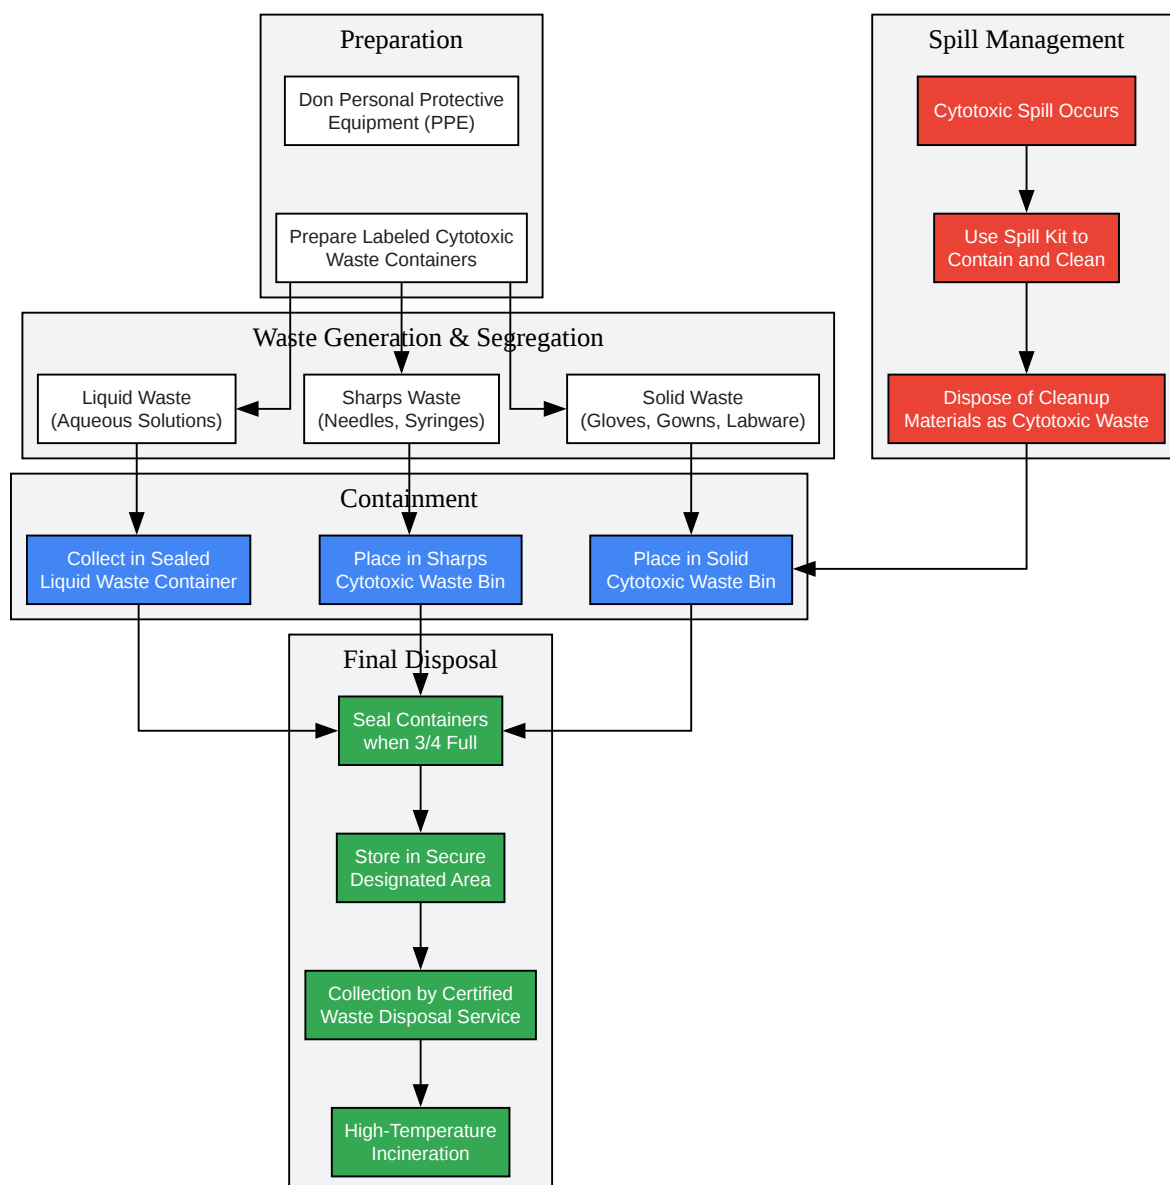 Preparation
Don Personal Protective
Equipment (PPE)
Prepare Labeled Cytotoxic
Waste Containers
Spill Management
Cytotoxic Spill Occurs
Use Spill Kit to
Contain and Clean
Dispose of Cleanup
Materials as Cytotoxic Waste
Waste Generation & Segregation
Liquid Waste
(Aqueous Solutions)
Sharps Waste
(Needles, Syringes)
Solid Waste
(Gloves, Gowns, Labware)
Containment
Collect in Sealed
Liquid Waste Container
Place in Sharps
Cytotoxic Waste Bin
Place in Solid
Cytotoxic Waste Bin
Final Disposal
Seal Containers
when 3/4 Full
Store in Secure
Designated Area
Collection by Certified
Waste Disposal Service
High-Temperature
Incineration